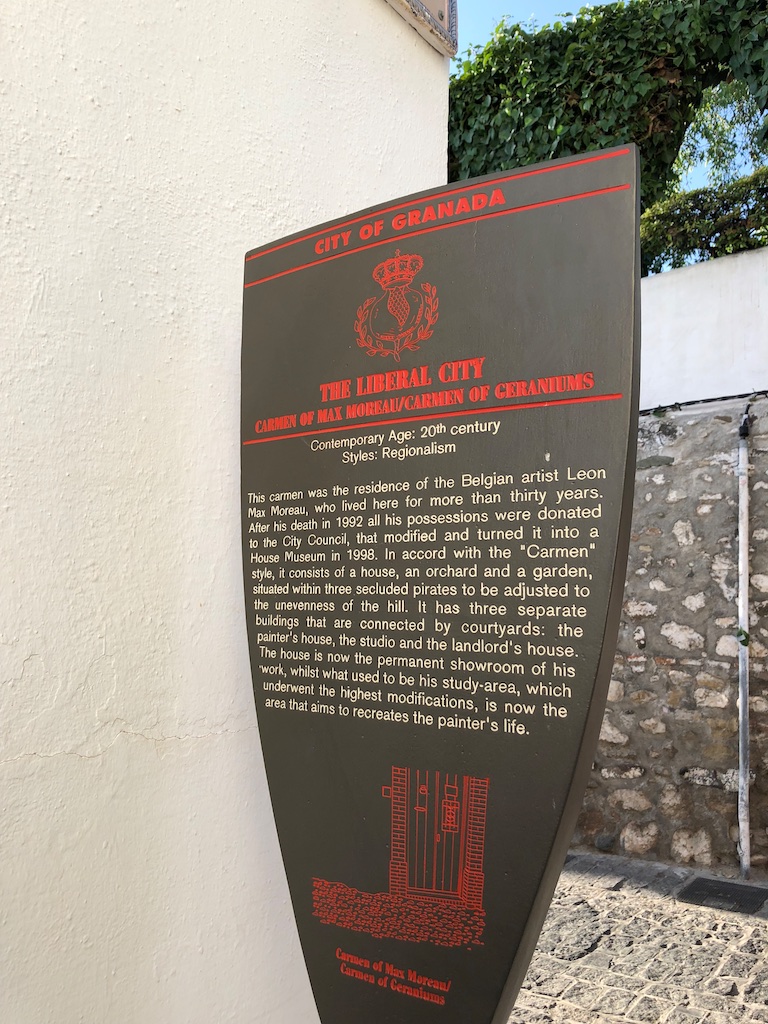 CITY OF GRANADA
THE LIBERAL CITY
CARMEN OF MAX MOREAU/CARMEN OF GERANIUMS
Contemporary Age: 20th century
Styles: Regionalism
This carmen was the residence of the Belgian artist Leon
Max Moreau, who lived here for more than thirty years.
After his death in 1992 all his possessions were donated
to the City Council, that modified and turned it into a
House Museum in 1998. In accord with the "Carmen"
style, it consists of a house, an orchard and a garden,
situated within three secluded pirates to be adjusted to
the unevenness of the hill. It has three separate
buildings that are connected by courtyards: the
painter's house, the studio and the landlord's house.
The house is now the permanent showroom of his
work, whilst what used to be his study-area, which
underwent the highest modifications, is now the
area that aims to recreates the painter's life.
Carmen of Max Moreau/
Carmen of Geraniums